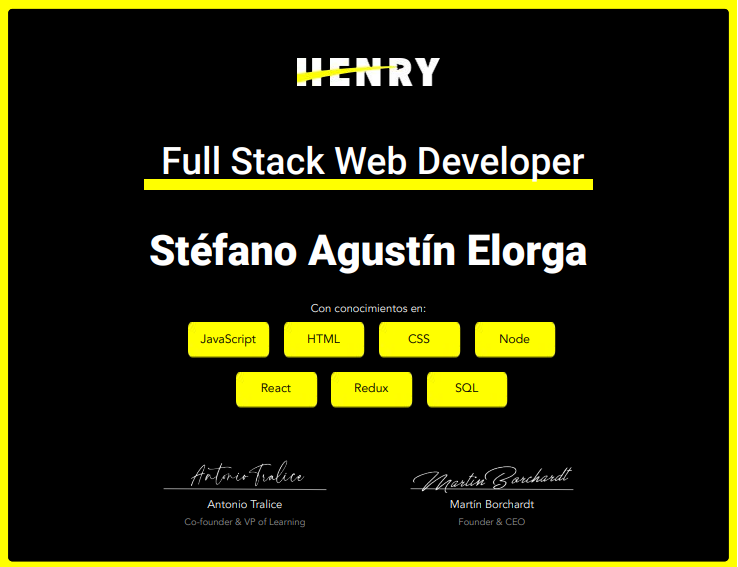 HENRY
Full Stack Web Developer
Stéfano Agustín Elorga
Con conocimientos en:
JavaScript HTML CSS Node
React Redux SQL
Antonio Tralice Martin Borchardt
Antonio Tralice Martín Borchardt
Co-founder & VP of Learning Founder & CEO